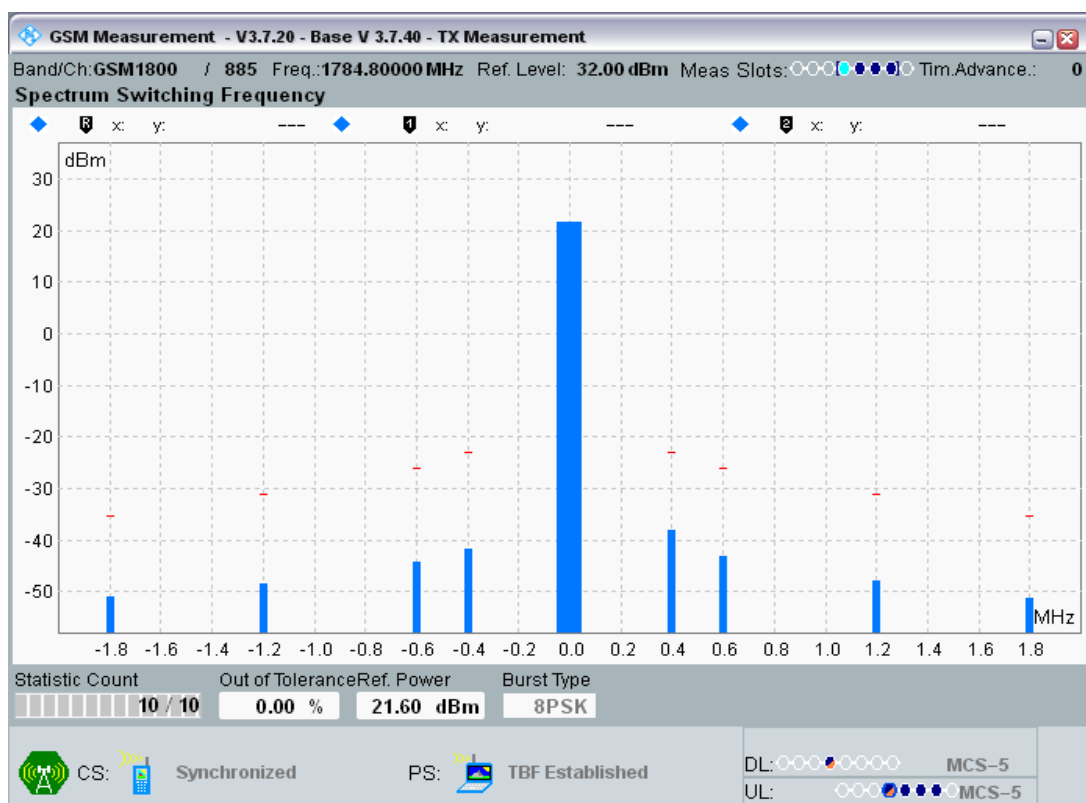 GSM Measurement - V3.7.20 - Base V 3.7.40 - TX Measurement
Band/Ch:GSM1800 / 885 Freq.:1784.80000 MHz Ref. Level: 32.00 dBm Meas Slots: Tim.Advance.: 0
Spectrum Switching Frequency
R x: y: --- 1 x: y: --- 2 x: y: ---
dBm
30
20
10
0
-10
-20
-30
-40
-50
MHz
-1.8 -1.6 -1.4 -1.2 -1.0 -0.8 -0.6 -0.4 -0.2 0.0 0.2 0.4 0.6 0.8 1.0 1.2 1.4 1.6 1.8
Statistic Count Out of Tolerance Ref. Power Burst Type
10 / 10 0.00 % 21.60 dBm 8PSK
CS: Synchronized PS: TBF Established
DL: MCS-5
UL: MCS-5